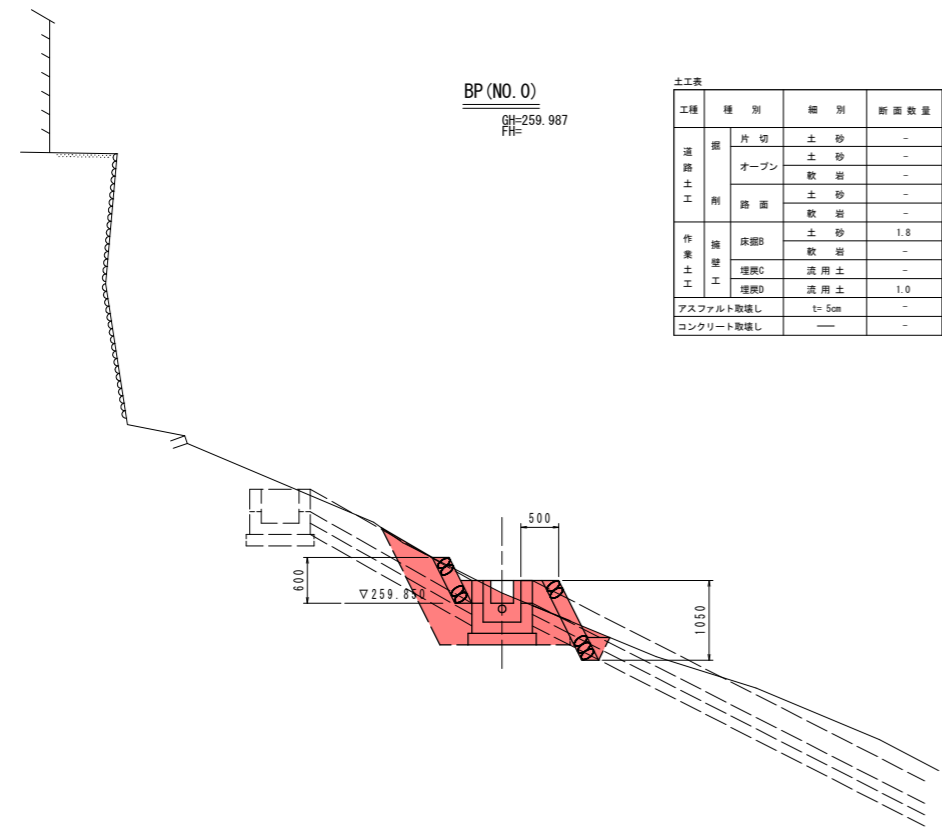 BP(NO.0)
GH=259.987
FH=
土工表
工種 種 別 細 別 断面数量
道路土工 掘削 片 切 土 砂 -
オープン 土 砂 -
軟 岩 -
路 面 土 砂 -
軟 岩 -
作業土工 擁壁工 床掘B 土 砂 1.8
軟 岩 -
埋戻C 流用土 -
埋戻D 流用土 1.0
アスファルト取壊し t= 5cm -
コンクリート取壊し ── -
500
600
▽259.850
1050